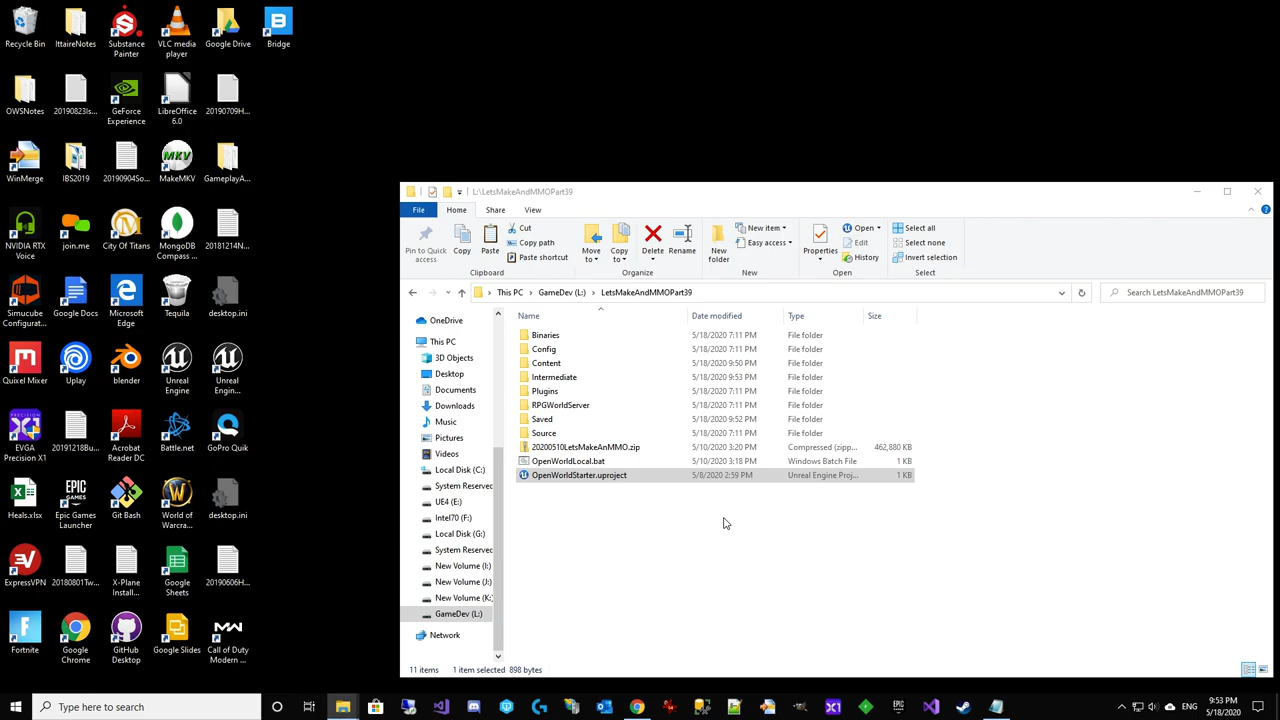 Recycle Bin
IttaireNotes
Substance Painter
VLC media player
Google Drive
Bridge
OWSNotes
20190823Is...
GeForce Experience
LibreOffice 6.0
20190709H...
WinMerge
IBS2019
20190904So...
MakeMKV
GameplayA...
NVIDIA RTX Voice
join.me
City Of Titans
MongoDB Compass ...
20181214N...
Simucube Configurat...
Google Docs
Microsoft Edge
Tequila
desktop.ini
Quixel Mixer
Uplay
blender
Unreal Engine
Unreal Engin...
EVGA Precision X1
20191218Bu...
Acrobat Reader DC
Battle.net
GoPro Quik
Heals.xlsx
Epic Games Launcher
Git Bash
World of Warcra...
desktop.ini
ExpressVPN
20180801Tw...
X-Plane Install...
Google Sheets
20190606H...
Fortnite
Google Chrome
GitHub Desktop
Google Slides
Call of Duty Modern ...
L:\LetsMakeAndMMOPart39
File Home Share View
Pin to Quick access
Copy
Paste
Cut
Copy path
Paste shortcut
Clipboard
Move to
Copy to
Delete
Rename
Organize
New folder
New item
Easy access
New
Properties
Open
Edit
History
Open
Select all
Select none
Invert selection
Select
This PC > GameDev (L:) > LetsMakeAndMMOPart39
Search LetsMakeAndMMOPart39
OneDrive
This PC
3D Objects
Desktop
Documents
Downloads
Music
Pictures
Videos
Local Disk (C:)
System Reserved
UE4 (E:)
Intel70 (F:)
Local Disk (G:)
System Reserved
New Volume (I:)
New Volume (J:)
New Volume (K:)
GameDev (L:)
Network
Name Date modified Type Size
Binaries 5/18/2020 7:11 PM File folder
Config 5/18/2020 7:11 PM File folder
Content 5/18/2020 9:50 PM File folder
Intermediate 5/18/2020 9:53 PM File folder
Plugins 5/18/2020 7:11 PM File folder
RPGWorldServer 5/18/2020 7:11 PM File folder
Saved 5/18/2020 9:52 PM File folder
Source 5/18/2020 7:11 PM File folder
20200510LetsMakeAnMMO.zip 5/10/2020 3:20 PM Compressed (zipp... 462,880 KB
OpenWorldLocal.bat 5/10/2020 3:18 PM Windows Batch File 1 KB
OpenWorldStarter.uproject 5/8/2020 2:59 PM Unreal Engine Proj... 1 KB
11 items 1 item selected 898 bytes
Type here to search
ENG
9:53 PM
5/18/2020